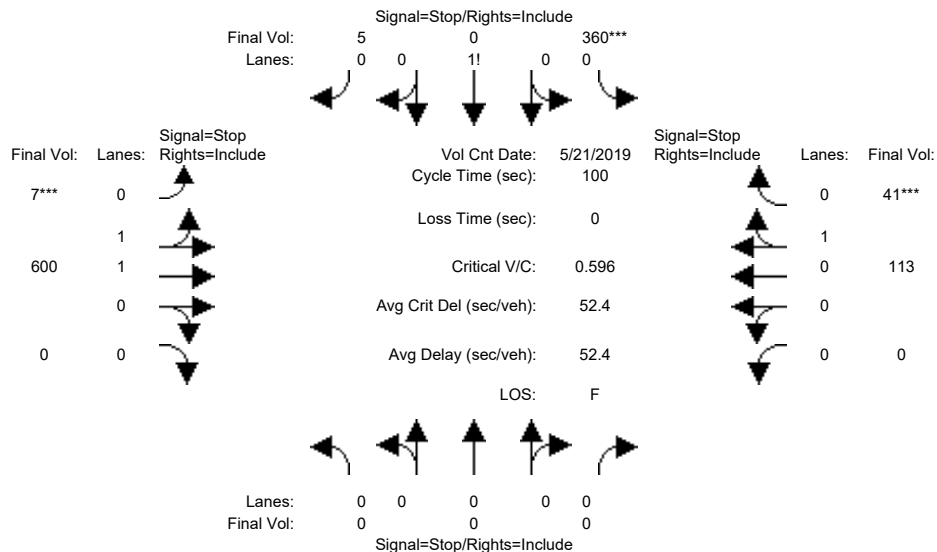 Signal=Stop/Rights=Include
Final Vol: 5 0 360***
Lanes: 0 0 1! 0 0
Signal=Stop Signal=Stop
Final Vol: Lanes: Rights=Include Vol Cnt Date: 5/21/2019 Rights=Include Lanes: Final Vol:
Cycle Time (sec): 100
7*** 0 0 41***
Loss Time (sec): 0
1 1
600 1 Critical V/C: 0.596 0 113
0 Avg Crit Del (sec/veh): 52.4 0
0 0 Avg Delay (sec/veh): 52.4 0 0
LOS: F
Lanes: 0 0 0 0 0
Final Vol: 0 0 0
Signal=Stop/Rights=Include